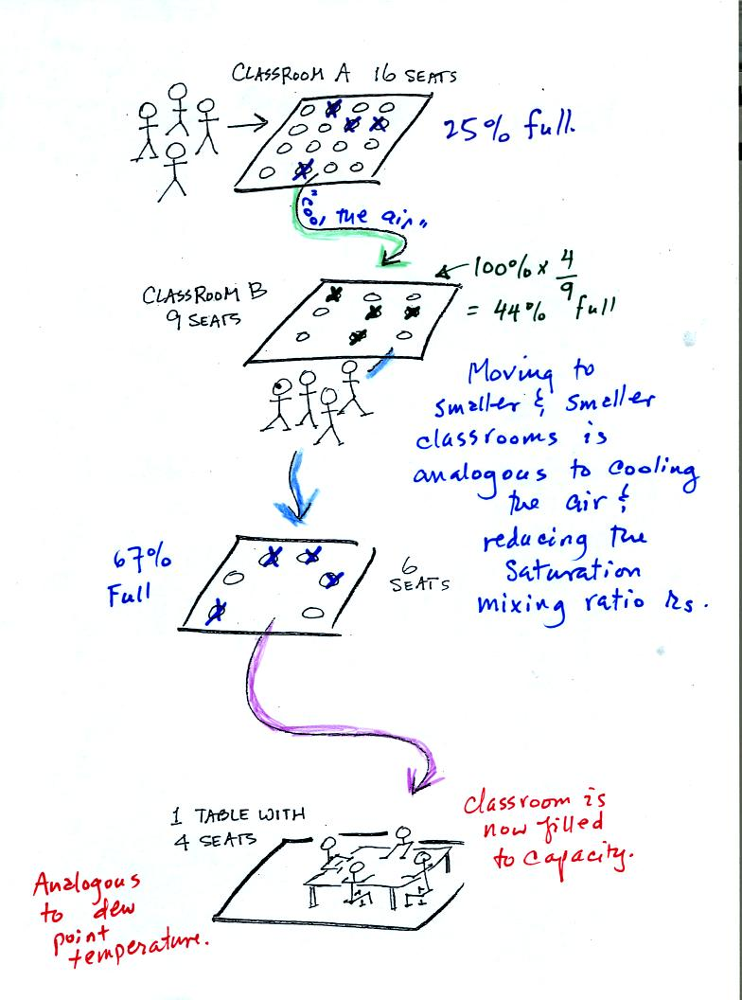 CLASSROOM A 16 SEATS
25% full.
"cool the air"
100% x 4/9
= 44% full
CLASSROOM B
9 SEATS
Moving to
smaller & smaller
classrooms is
analogous to cooling
the air &
reducing the
Saturation
mixing ratio rs.
67%
Full
6
SEATS
1 TABLE WITH
4 SEATS
Classroom is
now filled
to capacity.
Analogous
to dew
point
temperature.